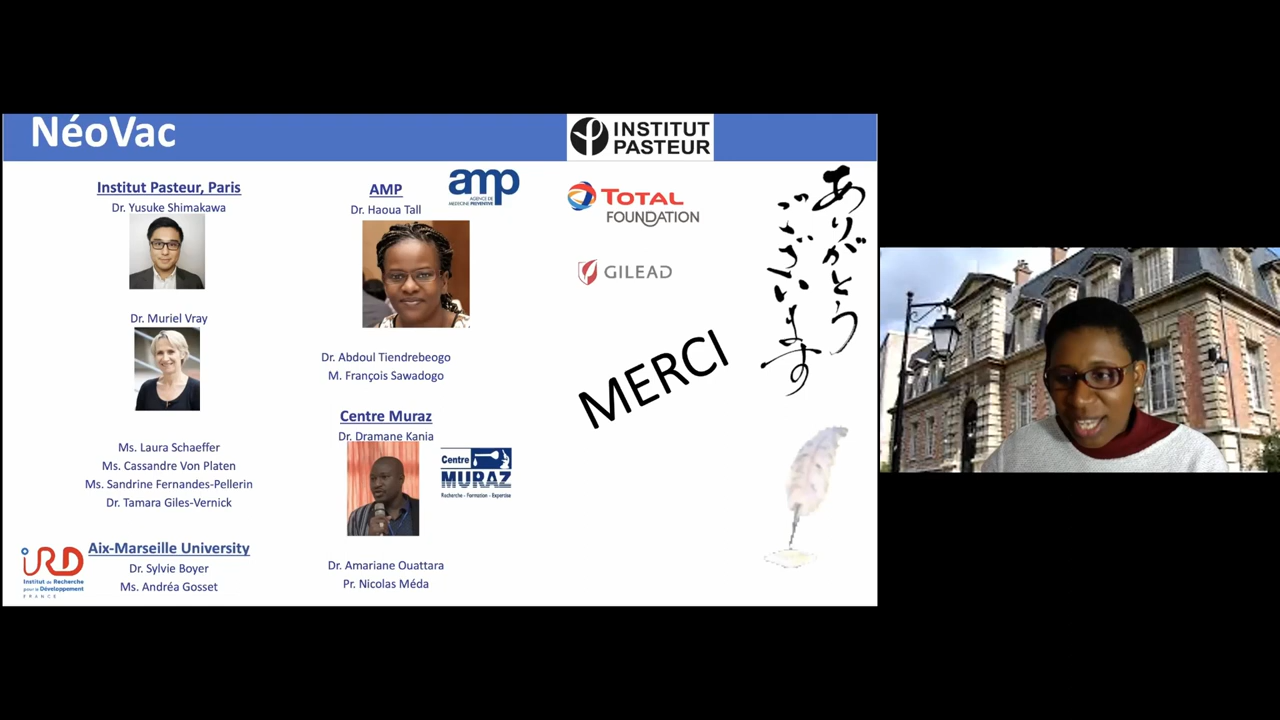 NéoVac
INSTITUT
PASTEUR
Institut Pasteur, Paris
Dr. Yusuke Shimakawa
Dr. Muriel Vray
Ms. Laura Schaeffer
Ms. Cassandre Von Platen
Ms. Sandrine Fernandes-Pellerin
Dr. Tamara Giles-Vernick
Aix-Marseille University
Dr. Sylvie Boyer
Ms. Andréa Gosset
iRD
Institut de Recherche
pour le Développement
FRANCE
AMP
Dr. Haoua Tall
amp
AGENCE DE
MÉDECINE PRÉVENTIVE
Dr. Abdoul Tiendrebeogo
M. François Sawadogo
Centre Muraz
Dr. Dramane Kania
Centre
MURAZ
Recherche - Formation - Expertise
Dr. Amariane Ouattara
Pr. Nicolas Méda
TOTAL
FOUNDATION
GILEAD
MERCI
ありがとう
ございます